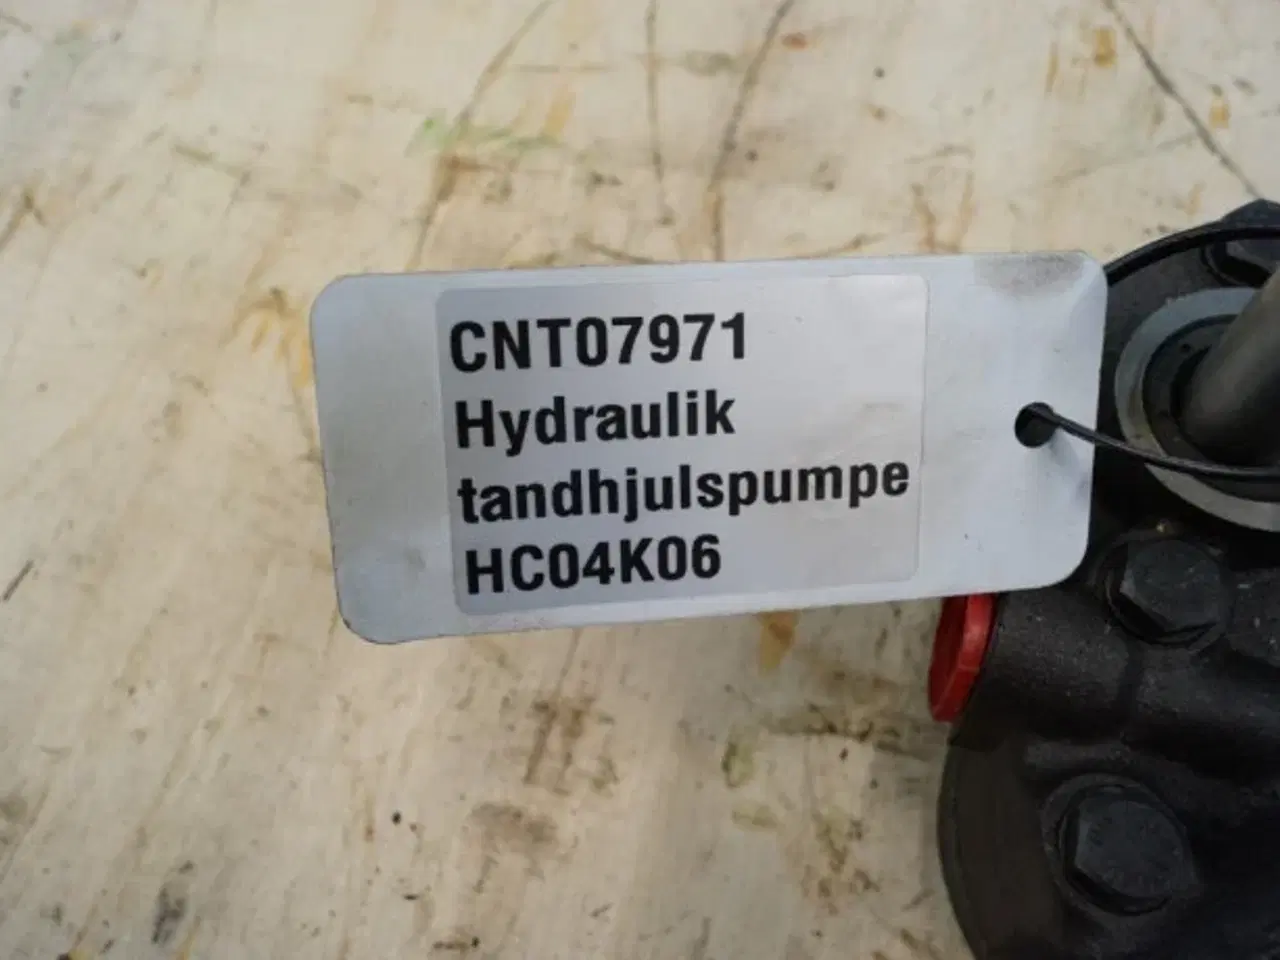 CNT07971
Hydraulik
tandhjulspumpe
HC04K06